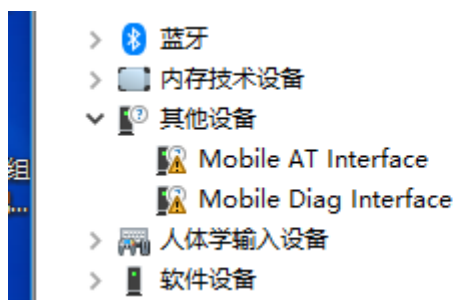 蓝牙
内存技术设备
其他设备
Mobile AT Interface
组
Mobile Diag Interface
...
人体学输入设备
软件设备